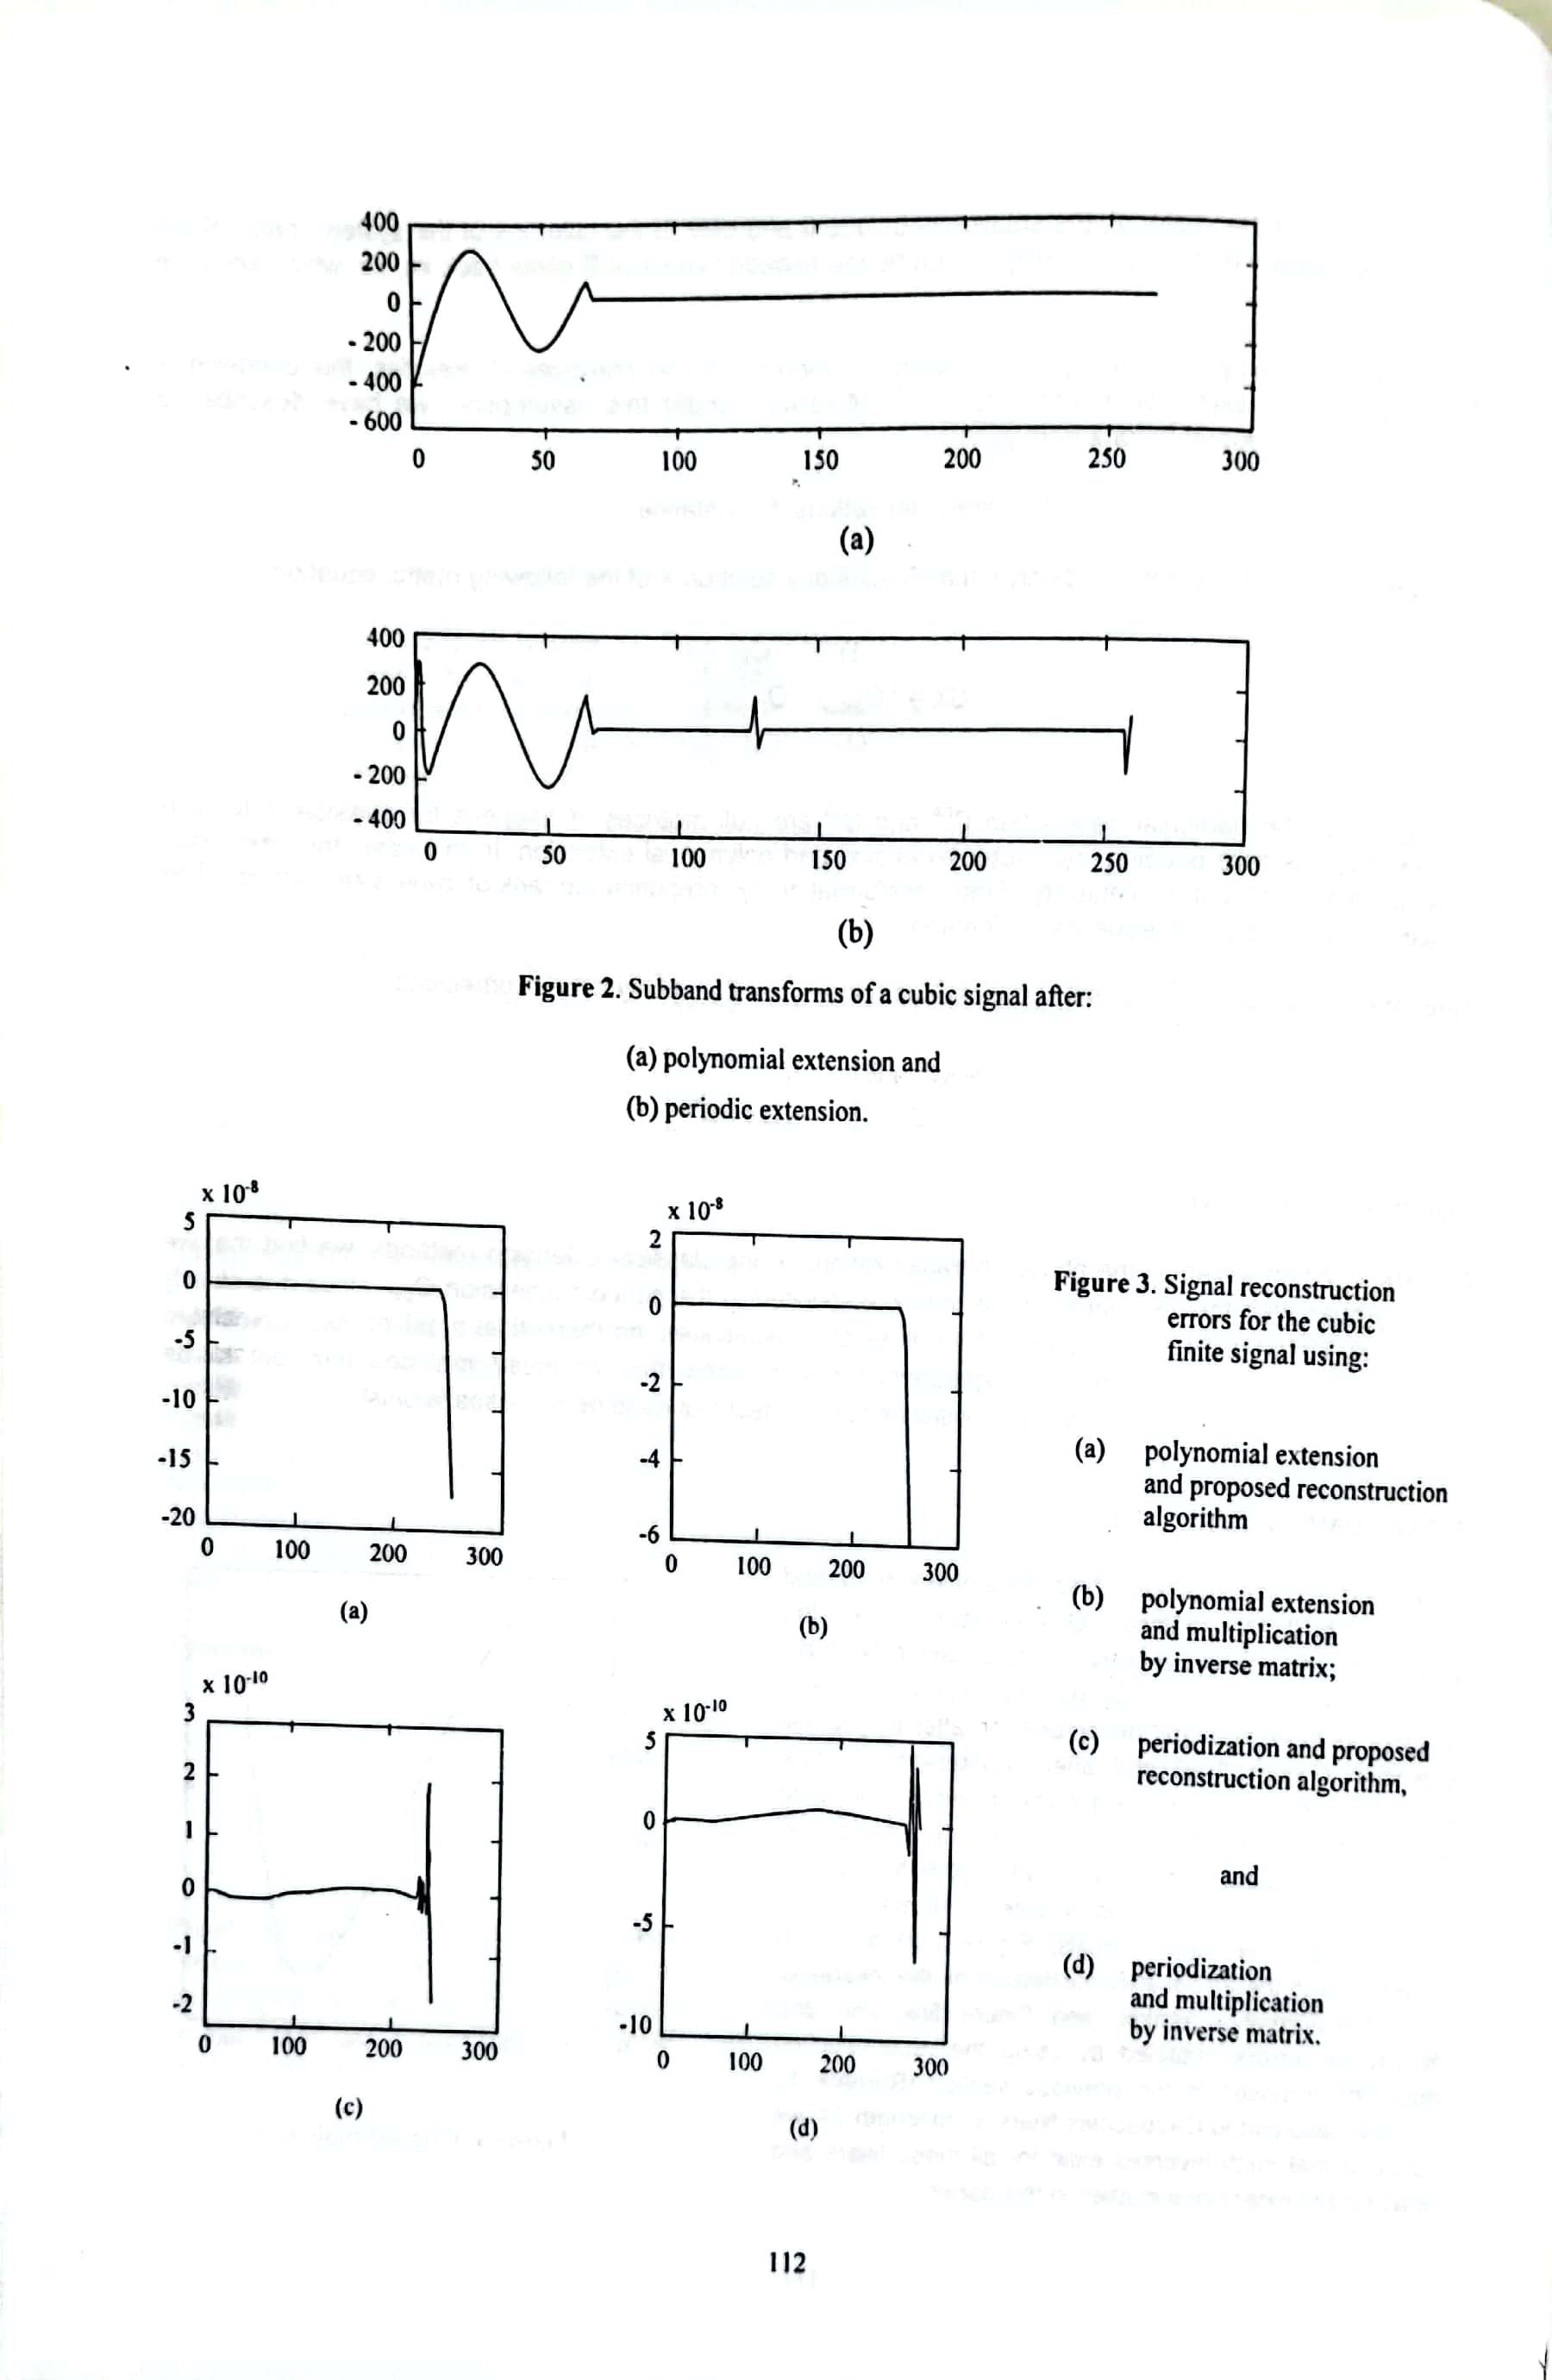 400
200
0
- 200
- 400
- 600
0 50 100 150 200 250 300
(a)
400
200
0
- 200
- 400
0 50 100 150 200 250 300
(b)
Figure 2. Subband transforms of a cubic signal after:
(a) polynomial extension and
(b) periodic extension.
x 10⁻⁸
5
0
-5
-10
-15
-20
0 100 200 300
(a)
x 10⁻⁸
2
0
-2
-4
-6
0 100 200 300
(b)
x 10⁻¹⁰
3
2
1
0
-1
-2
0 100 200 300
(c)
x 10⁻¹⁰
5
0
-5
-10
0 100 200 300
(d)
Figure 3. Signal reconstruction
errors for the cubic
finite signal using:
(a) polynomial extension
and proposed reconstruction
algorithm
(b) polynomial extension
and multiplication
by inverse matrix;
(c) periodization and proposed
reconstruction algorithm,
and
(d) periodization
and multiplication
by inverse matrix.
112